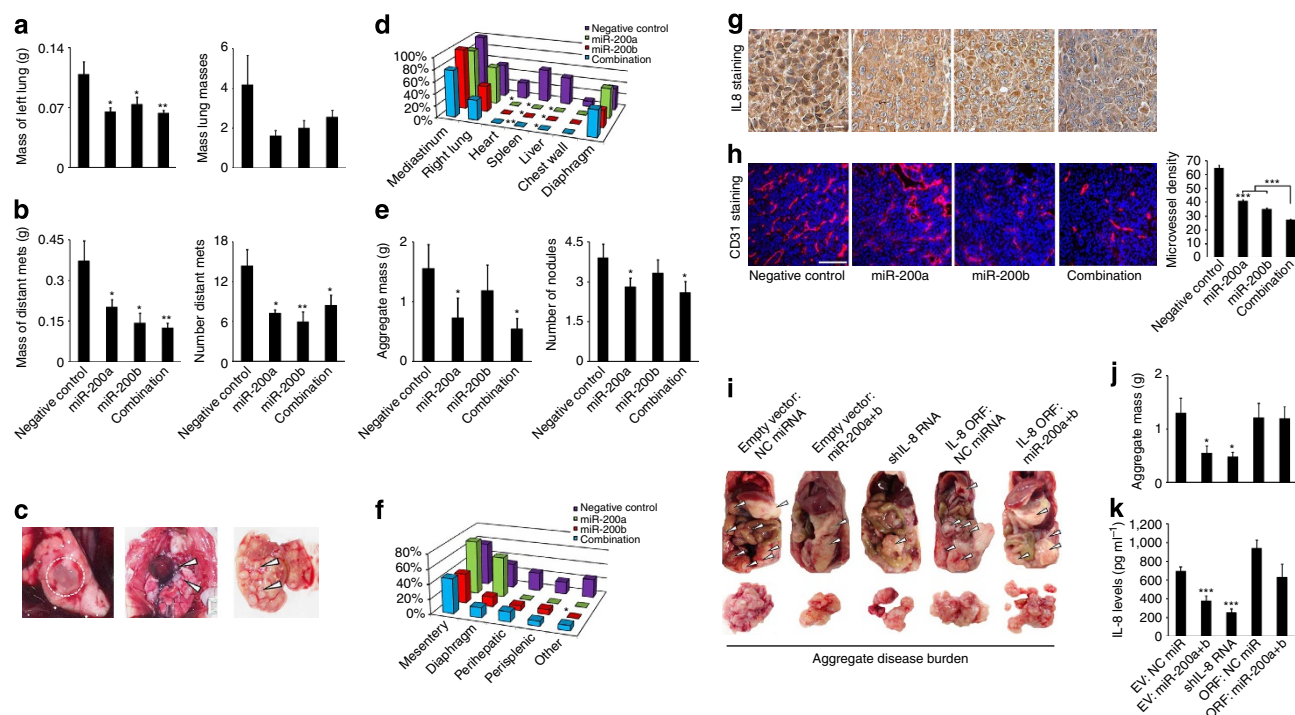 a
Mass of left lung (g)
0.14
0.07
0
*
*
**
Mass lung masses
6
4
2
0
b
Mass of distant mets (g)
0.45
0.3
0.15
0
*
*
**
Negative control
miR-200a
miR-200b
Combination
Number distant mets
18
12
6
0
*
**
*
Negative control
miR-200a
miR-200b
Combination
c
d
Negative control
miR-200a
miR-200b
Combination
100%
80%
60%
40%
20%
0%
Mediastinum
Right lung
Heart
Spleen
Liver
Chest wall
Diaphragm
e
Aggregate mass (g)
2
1
0
*
*
Negative control
miR-200a
miR-200b
Combination
Number of nodules
4.5
3
1.5
0
*
*
Negative control
miR-200a
miR-200b
Combination
f
Negative control
miR-200a
miR-200b
Combination
80%
60%
40%
20%
0%
*
Mesentery
Diaphragm
Perihepatic
Perisplenic
Other
g
IL8 staining
h
CD31 staining
Negative control
miR-200a
miR-200b
Combination
Microvessel density
70
60
50
40
30
20
10
0
***
***
Negative control
miR-200a
miR-200b
Combination
i
Empty vector:
NC miRNA
Empty vector:
miR-200a+b
shIL-8 RNA
IL-8 ORF:
NC miRNA
IL-8 ORF:
miR-200a+b
Aggregate disease burden
j
Aggregate mass (g)
2
1
0
*
*
k
IL-8 levels (pg ml⁻¹)
1,200
1,000
800
600
400
200
0
***
***
EV: NC miR
EV: miR-200a+b
shIL-8 RNA
ORF: NC miR
ORF: miR-200a+b